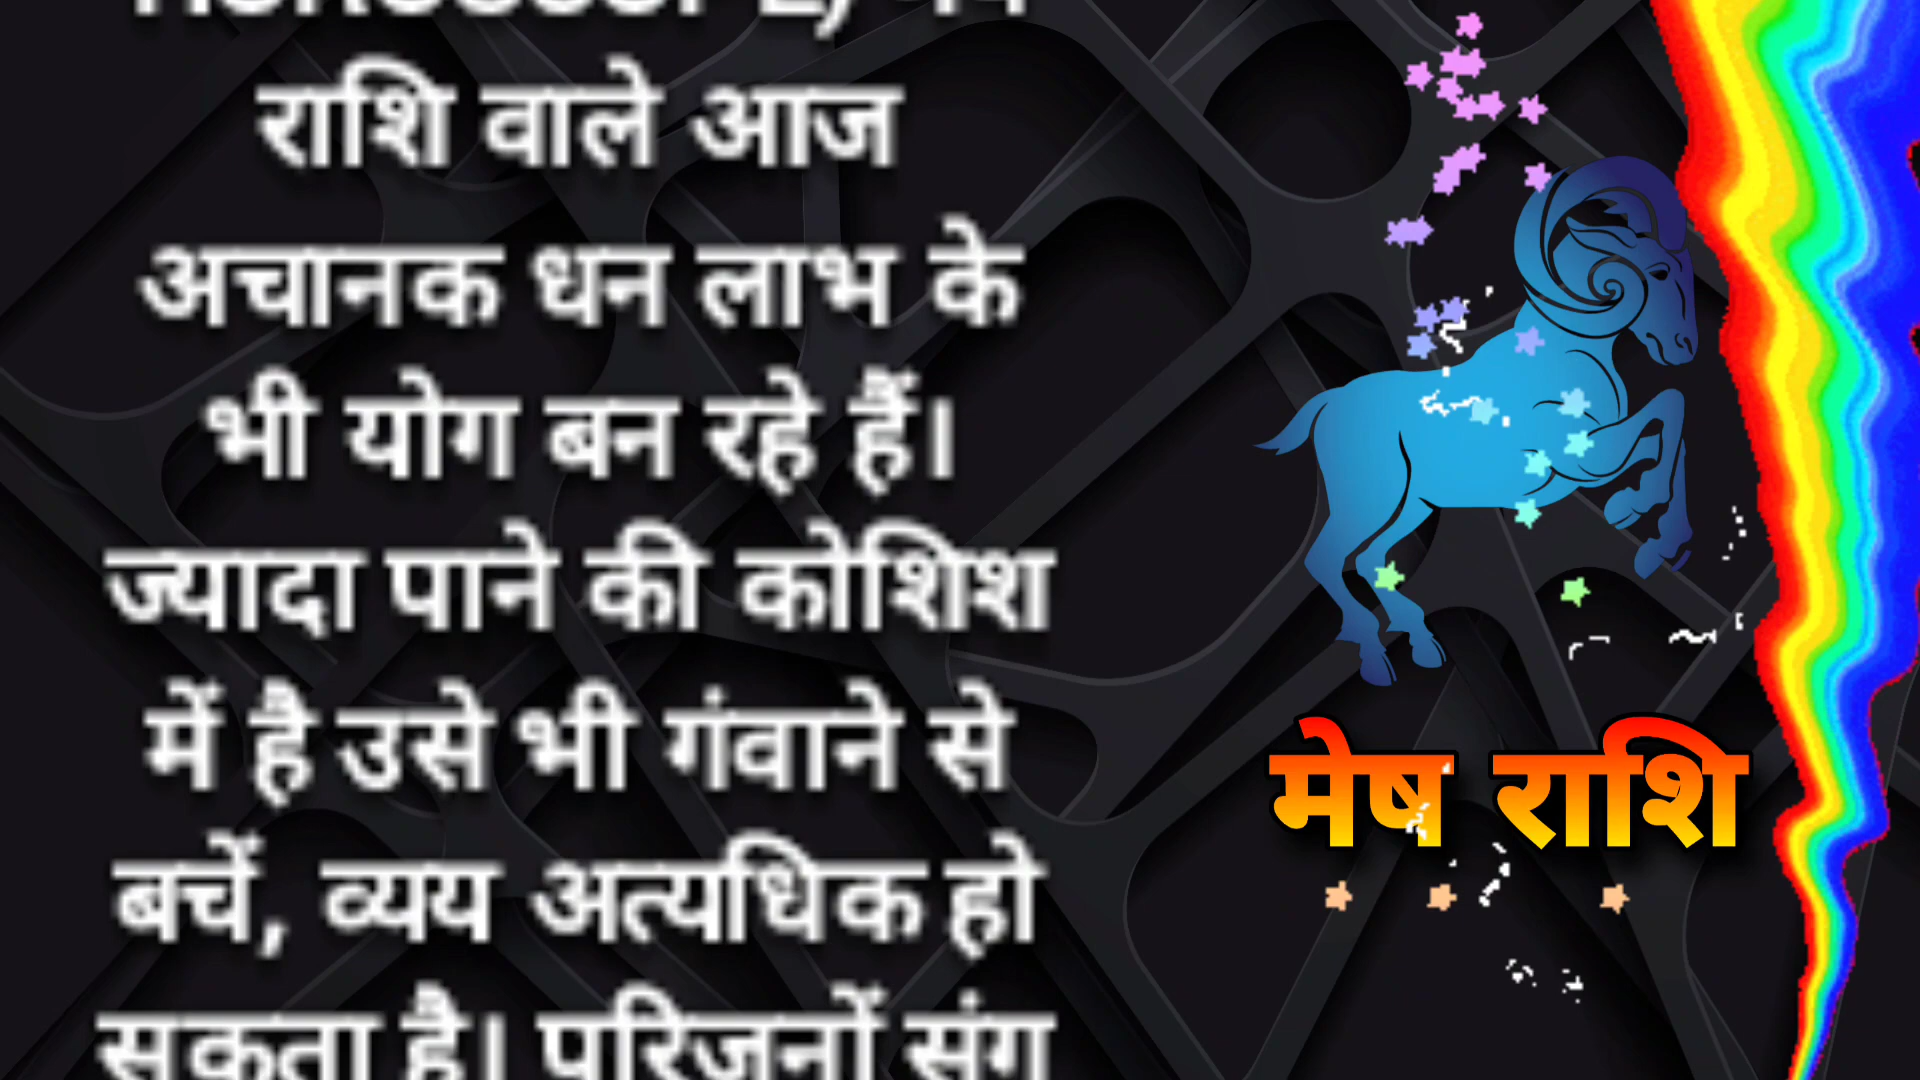 राशि वाले आज
अचानक धन लाभ के
भी योग बन रहे हैं।
ज्यादा पाने की कोशिश
में है उसे भी गंवाने से
बचें, व्यय अत्यधिक हो
सकता है। परिजनों संग
मेष राशि